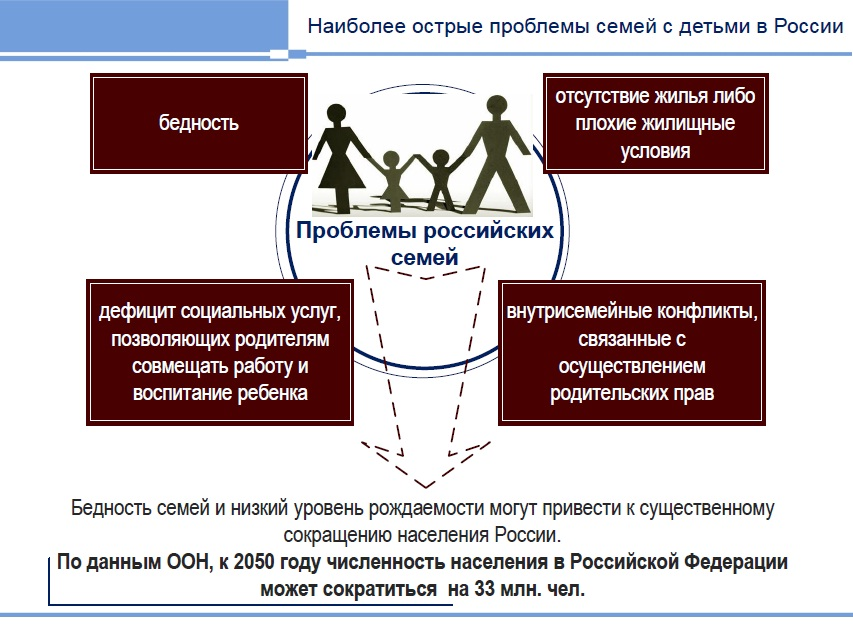 Наиболее острые проблемы семей с детьми в России
бедность
отсутствие жилья либо
плохие жилищные
условия
Проблемы российских
семей
дефицит социальных услуг,
позволяющих родителям
совмещать работу и
воспитание ребенка
внутрисемейные конфликты,
связанные с
осуществлением
родительских прав
Бедность семей и низкий уровень рождаемости могут привести к существенному
сокращению населения России.
По данным ООН, к 2050 году численность населения в Российской Федерации
может сократиться на 33 млн. чел.